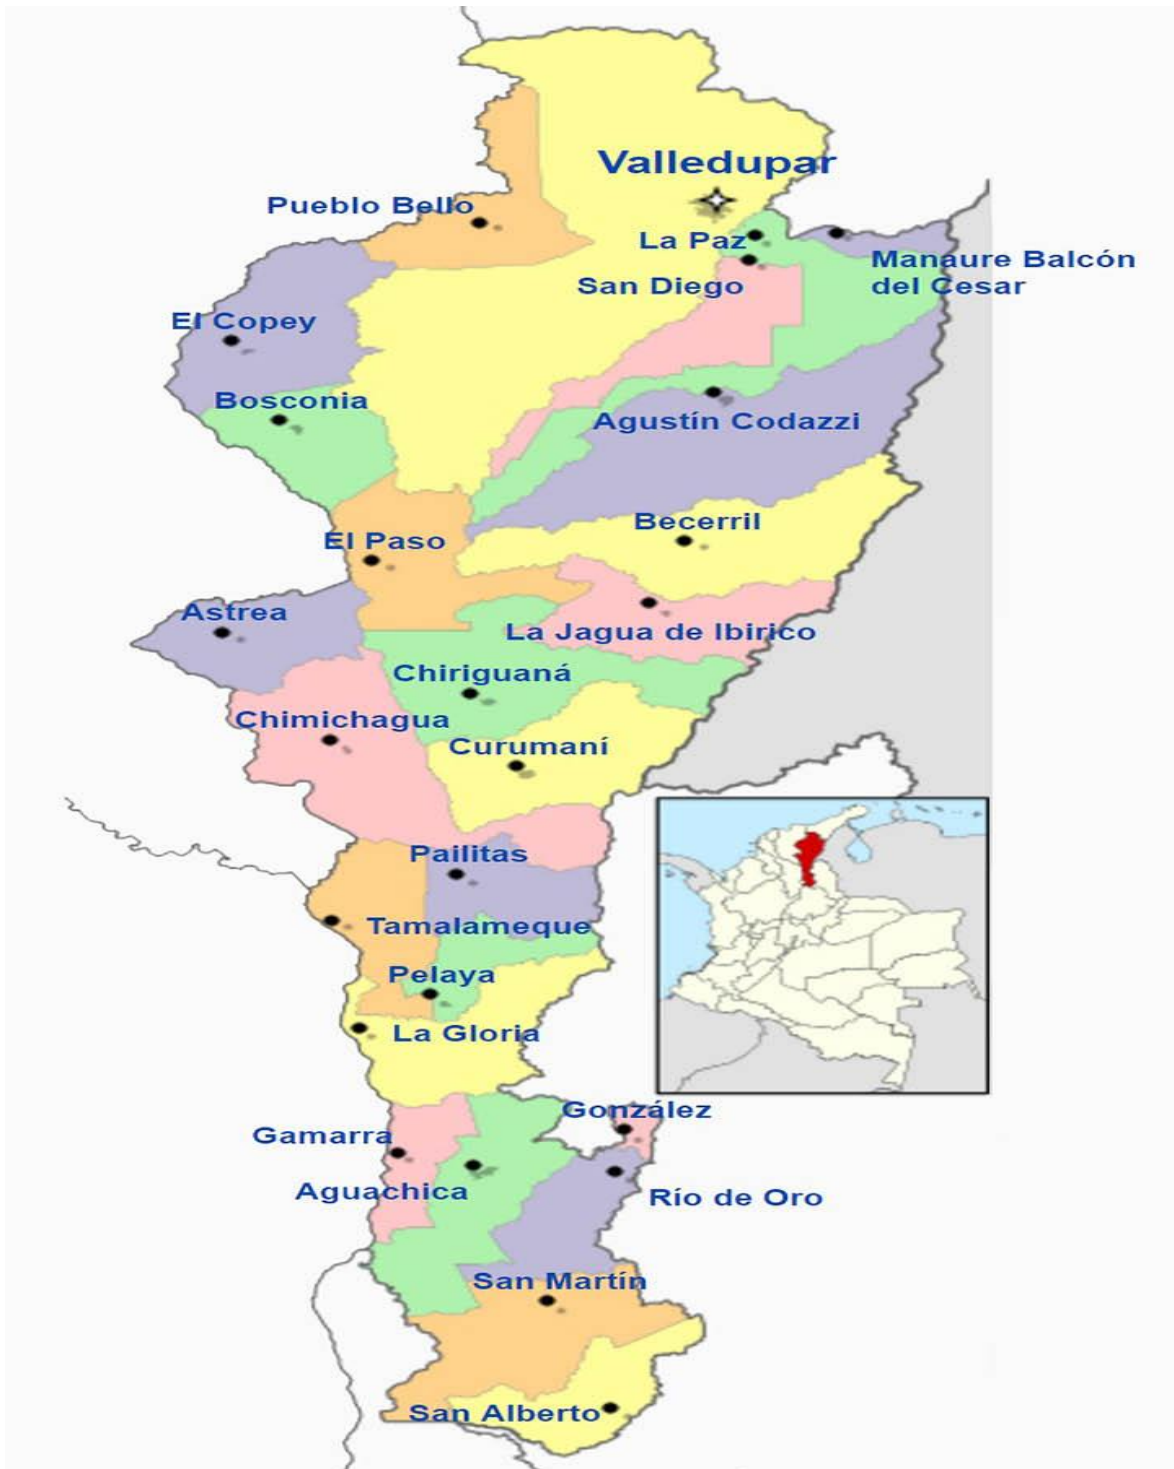 Valledupar
Pueblo Bello
La Paz
Manaure Balcón
del Cesar
San Diego
El Copey
Bosconia
Agustín Codazzi
Becerril
El Paso
Astrea
La Jagua de Ibirico
Chiriguaná
Chimichagua
Curumaní
Pailitas
Tamalameque
Pelaya
La Gloria
González
Gamarra
Aguachica
Río de Oro
San Martín
San Alberto